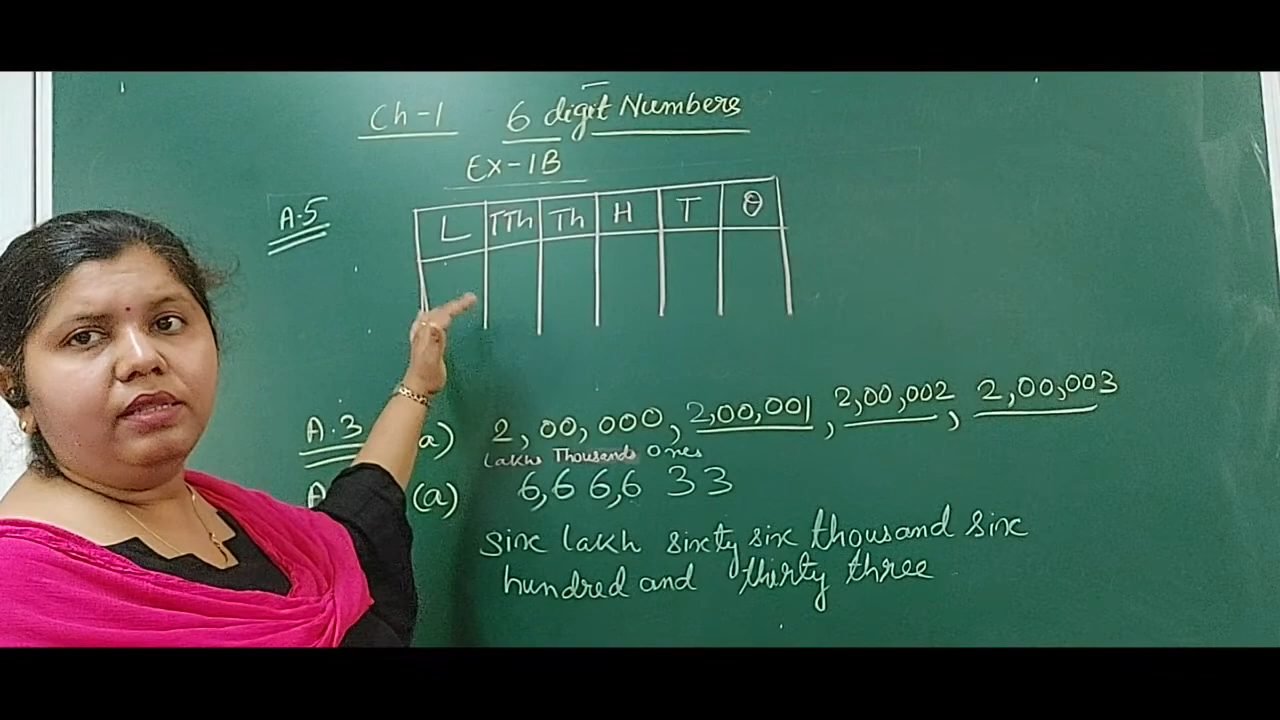 Ch-1 6 digit Numbers
Ex-1B
A.5
L TTh Th H T O
A.3 a) 2,00,000, 2,00,001, 2,00,002, 2,00,003
Lakhs Thousands Ones
(a) 6,66,633
six lakh sixty six thousand six
hundred and thirty three